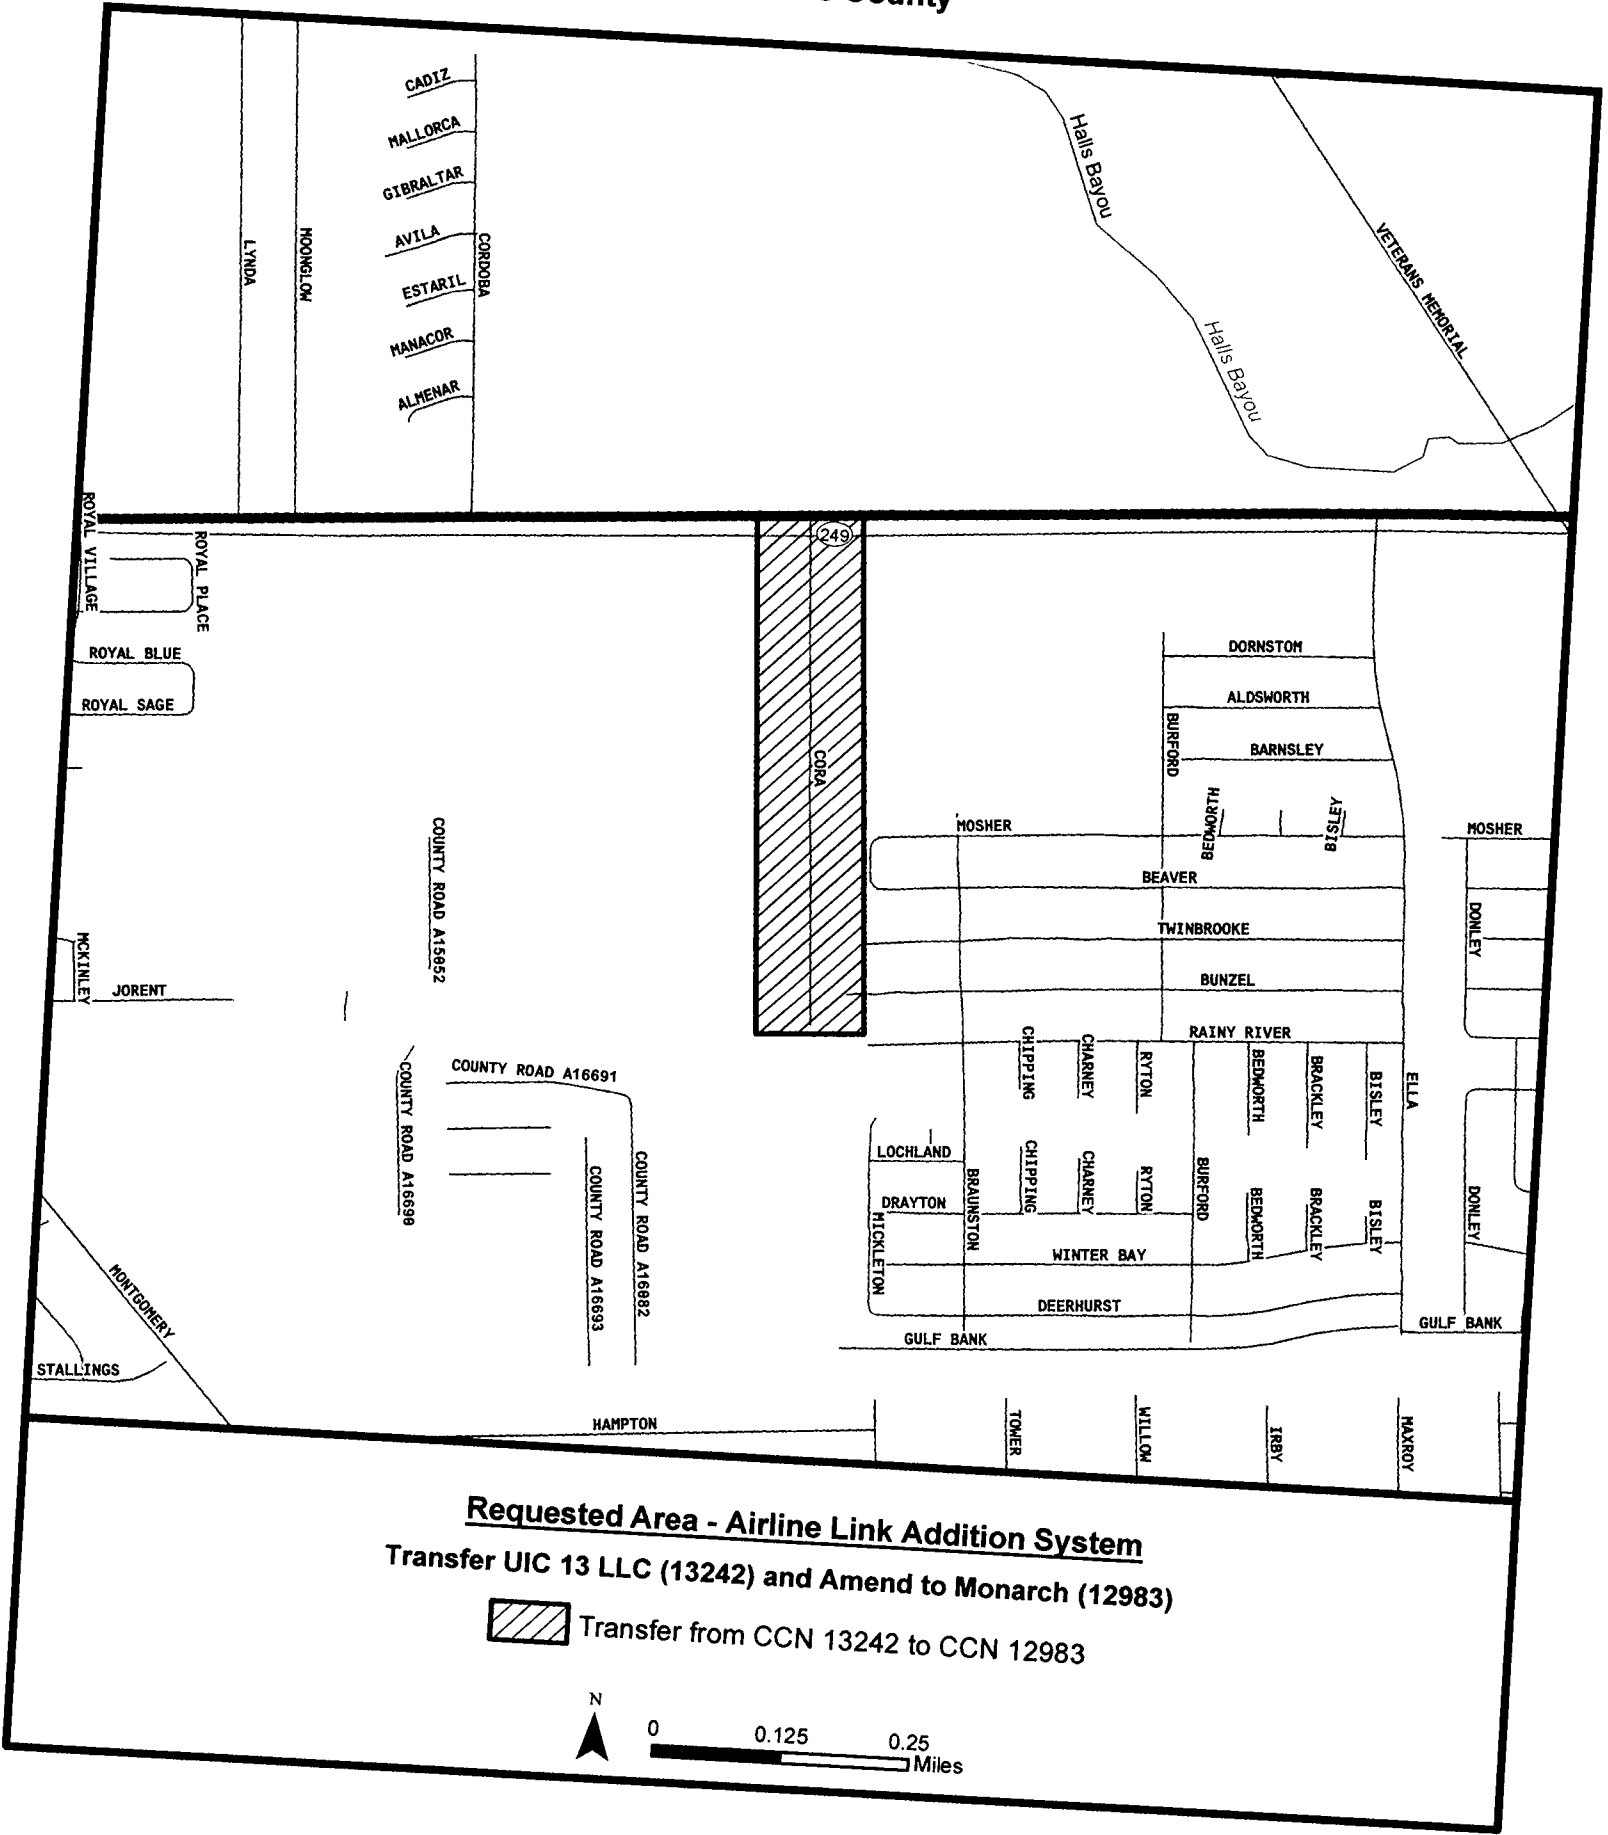 County
CADIZ
MALLORCA
GIBRALTAR
AVILA
ESTARIL
MANACOR
ALMENAR
LYNDA
MOONGLOW
CORDOBA
Halls Bayou
Halls Bayou
VETERANS MEMORIAL
ROYAL VILLAGE
ROYAL PLACE
ROYAL BLUE
ROYAL SAGE
249
CORA
DORNSTOM
ALDSWORTH
BURFORD
BARNSLEY
BEDWORTH
BISLEY
MOSHER
MOSHER
BEAVER
DONLEY
TWINBROOKE
BUNZEL
RAINY RIVER
COUNTY ROAD A15052
MCKINLEY
JORENT
COUNTY ROAD A16690
COUNTY ROAD A16691
COUNTY ROAD A16693
COUNTY ROAD A16082
CHIPPING
CHARNEY
RYTON
BEDWORTH
BRACKLEY
BISLEY
ELLA
LOCHLAND
DRAYTON
MICKLETON
BRAUNSTON
CHIPPING
CHARNEY
RYTON
BURFORD
BEDWORTH
BRACKLEY
BISLEY
DONLEY
WINTER BAY
DEERHURST
GULF BANK
GULF BANK
MONTGOMERY
STALLINGS
HAMPTON
TOWER
WILLOW
IRBY
MAXROY
Requested Area - Airline Link Addition System
Transfer UIC 13 LLC (13242) and Amend to Monarch (12983)
Transfer from CCN 13242 to CCN 12983
N
0 0.125 0.25
Miles